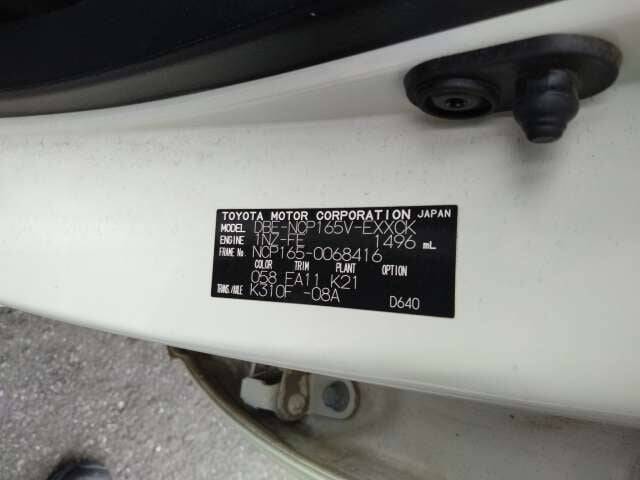 TOYOTA MOTOR CORPORATION JAPAN
MODEL DBE-NCP165V-EXXCK
ENGINE 1NZ-FE 1496 mL
FRAME No. NCP165-0068416
COLOR TRIM PLANT OPTION
058 FA11 K21
TRANS./AXLE K310F -08A D640